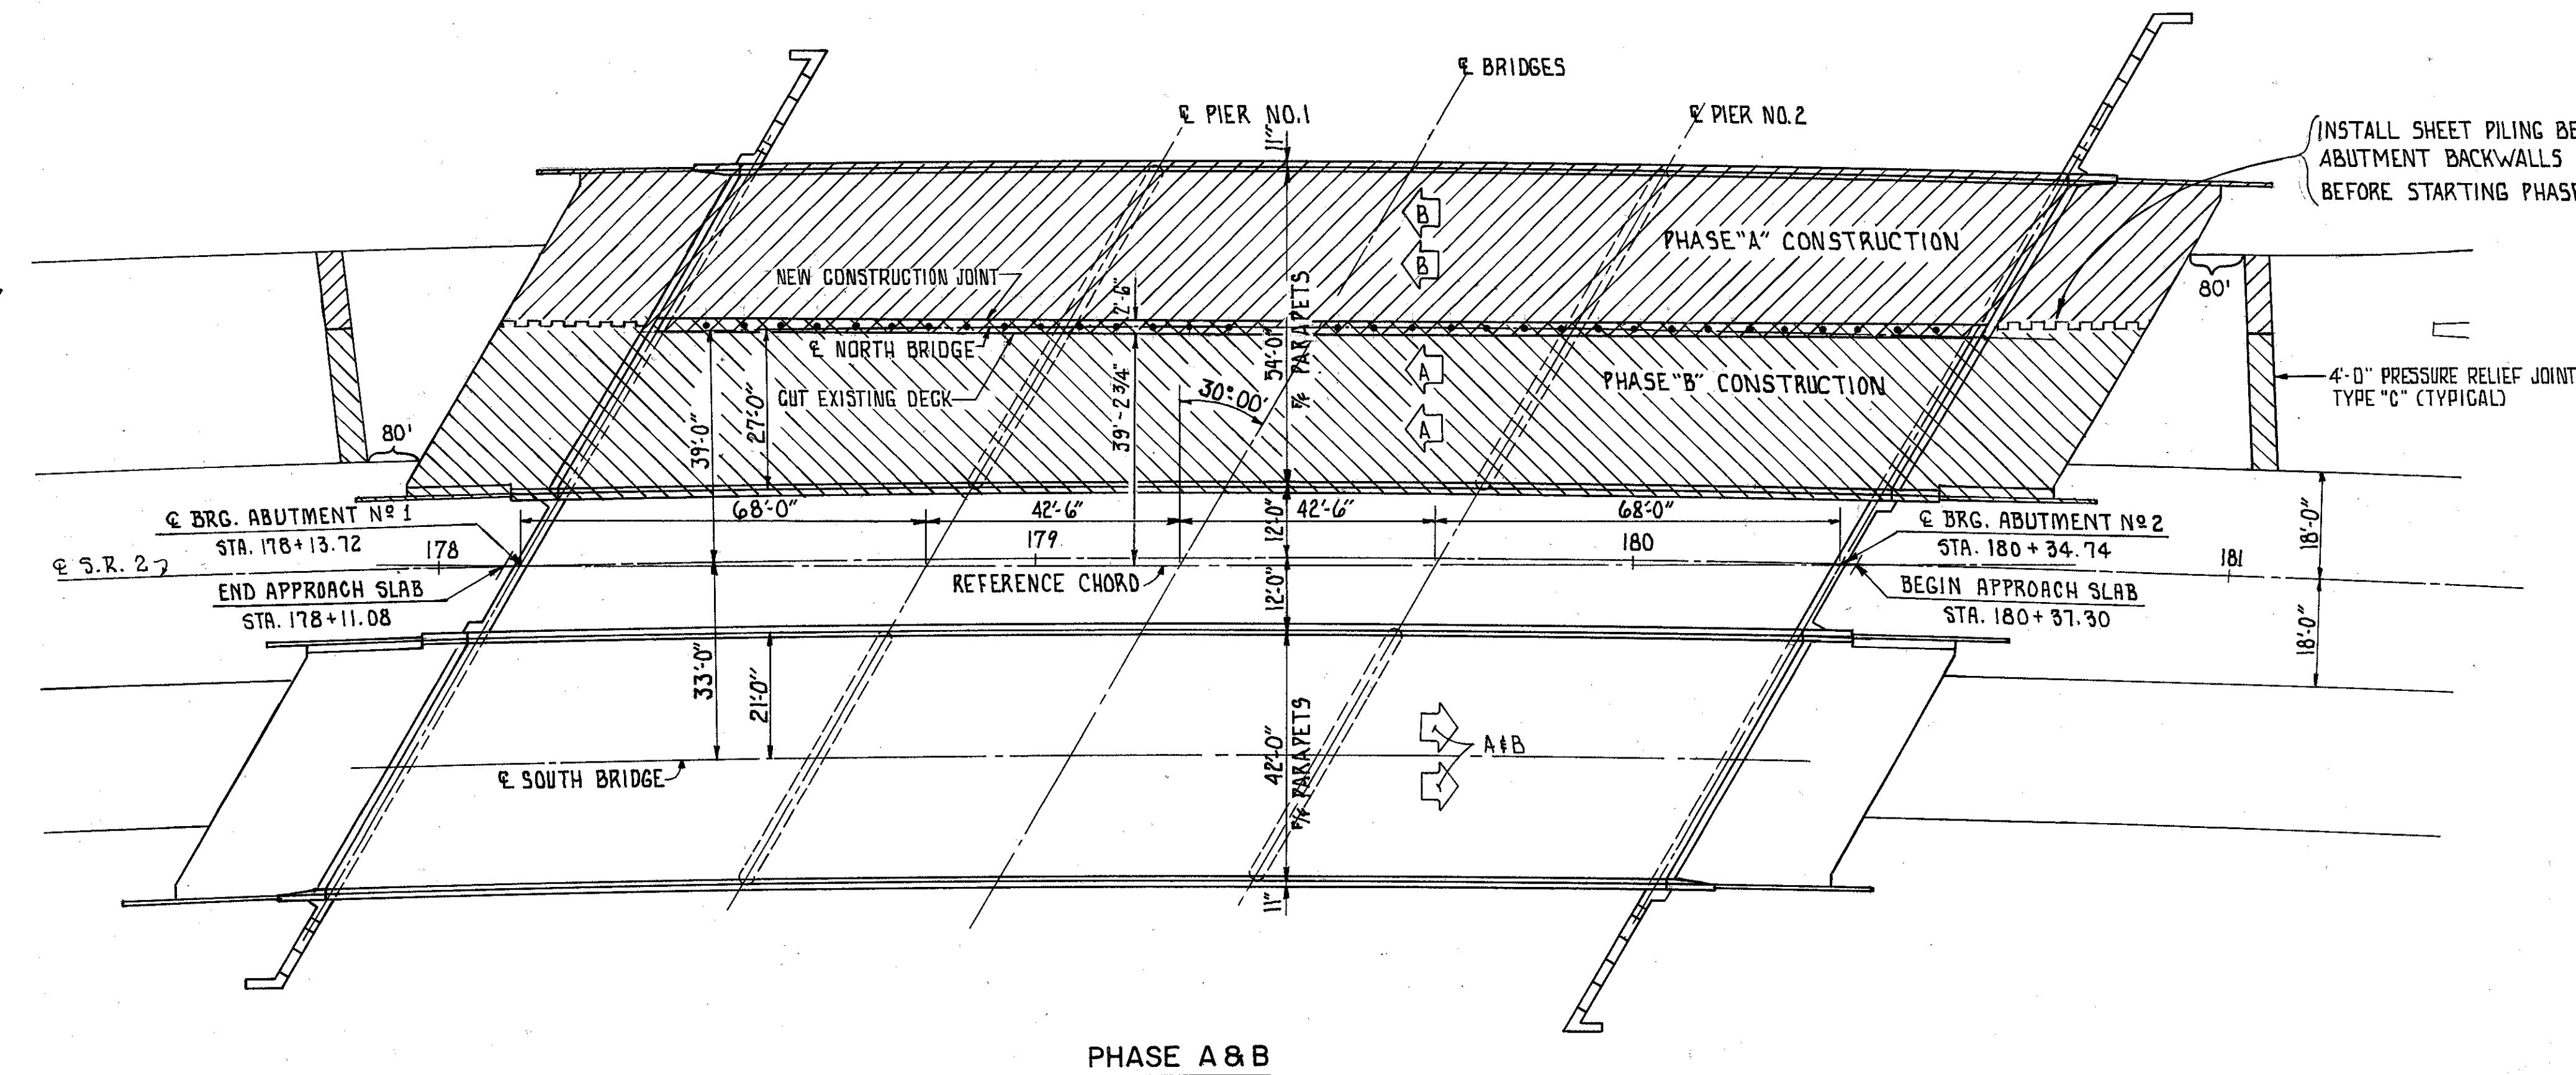 ℄ BRIDGES
℄ PIER NO.1
℄ PIER NO.2
11"
INSTALL SHEET PILING BE
ABUTMENT BACKWALLS
BEFORE STARTING PHASE
B
B
PHASE "A" CONSTRUCTION
NEW CONSTRUCTION JOINT
2'-6"
54'-0"
F/F PARAPETS
80'
℄ NORTH BRIDGE
CUT EXISTING DECK
39'-0"
27'-0"
39'-2 3/4"
30°00'
A
A
PHASE "B" CONSTRUCTION
4'-0" PRESSURE RELIEF JOINT
TYPE "C" (TYPICAL)
80'
68'-0"
42'-6"
42'-6"
68'-0"
12'-0"
℄ BRG. ABUTMENT Nº 1
STA. 178+13.72
℄ BRG. ABUTMENT Nº 2
STA. 180+34.74
178
179
180
181
18'-0"
℄ S.R. 2
END APPROACH SLAB
STA. 178+11.08
REFERENCE CHORD
12'-0"
BEGIN APPROACH SLAB
STA. 180+37.30
18'-0"
33'-0"
21'-0"
42'-0"
F/F PARAPETS
A & B
℄ SOUTH BRIDGE
11"
PHASE A & B